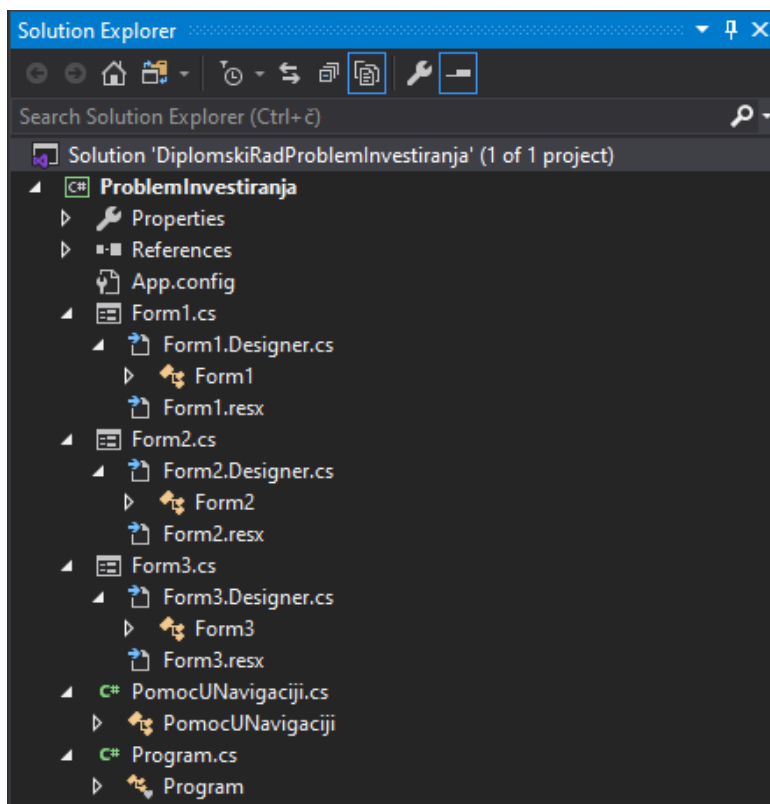 Solution Explorer
Search Solution Explorer (Ctrl+č)
Solution 'DiplomskiRadProblemInvestiranja' (1 of 1 project)
C# ProblemInvestiranja
Properties
References
App.config
Form1.cs
Form1.Designer.cs
Form1
Form1.resx
Form2.cs
Form2.Designer.cs
Form2
Form2.resx
Form3.cs
Form3.Designer.cs
Form3
Form3.resx
C# PomocUNavigaciji.cs
PomocUNavigaciji
C# Program.cs
Program